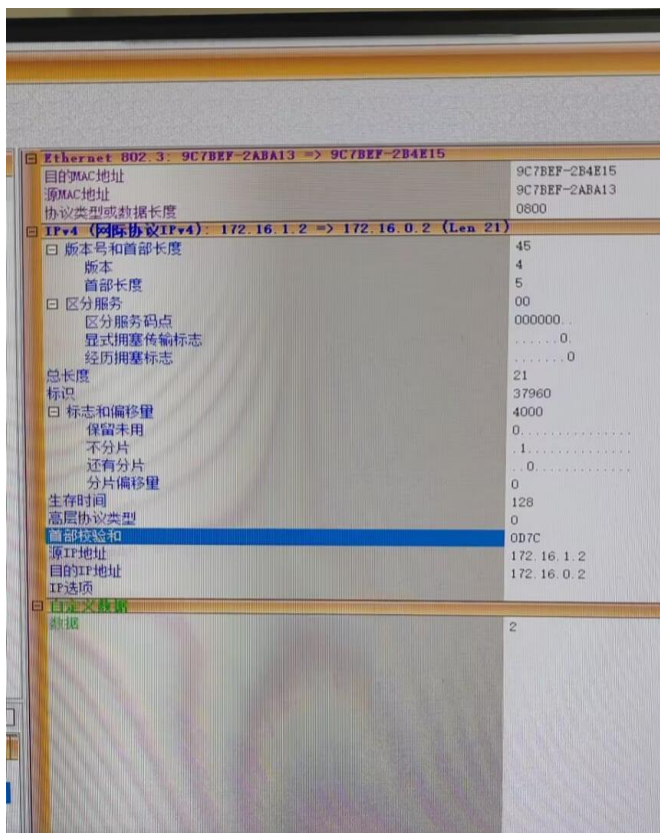 Ethernet 802.3: 9C7BEF-2ABA13 => 9C7BEF-2B4E15
目的MAC地址 9C7BEF-2B4E15
源MAC地址 9C7BEF-2ABA13
协议类型或数据长度 0800
IPv4 (网际协议IPv4): 172.16.1.2 => 172.16.0.2 (Len 21)
版本号和首部长度 45
版本 4
首部长度 5
区分服务 00
区分服务码点 000000..
显式拥塞传输标志 ......0.
经历拥塞标志 .......0
总长度 21
标识 37960
标志和偏移量 4000
保留未用 0...............
不分片 .1..............
还有分片 ..0.............
分片偏移量 0
生存时间 128
高层协议类型 0
首部校验和 0D7C
源IP地址 172.16.1.2
目的IP地址 172.16.0.2
IP选项
自定义数据
数据 2